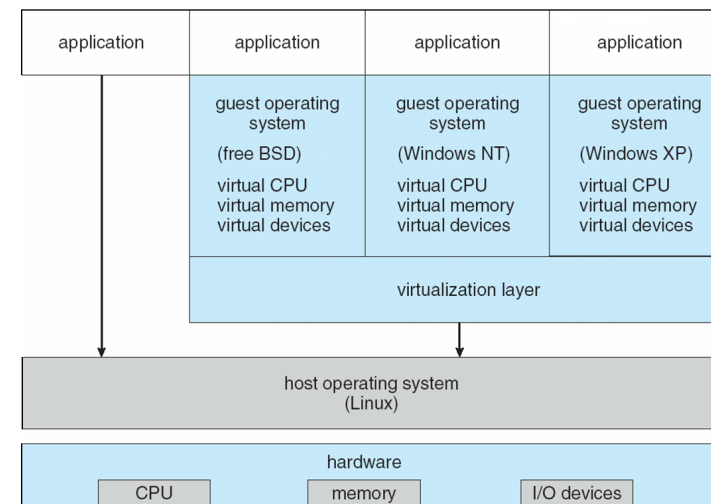 application
application
application
application
guest operating
system
(free BSD)
virtual CPU
virtual memory
virtual devices
guest operating
system
(Windows NT)
virtual CPU
virtual memory
virtual devices
guest operating
system
(Windows XP)
virtual CPU
virtual memory
virtual devices
virtualization layer
host operating system
(Linux)
hardware
CPU
memory
I/O devices